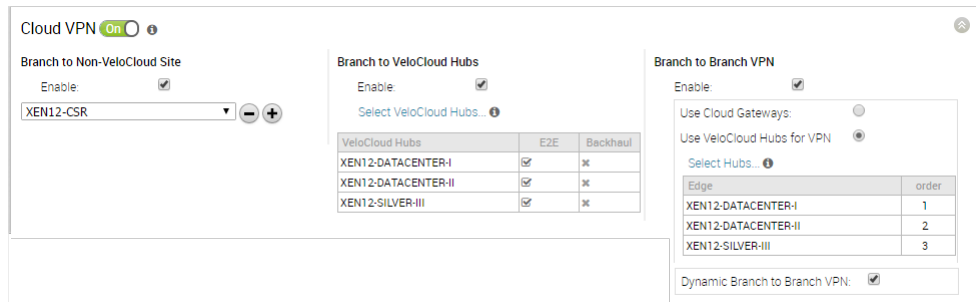 Cloud VPN On
Branch to Non-VeloCloud Site
Enable:
XEN12-CSR
Branch to VeloCloud Hubs
Enable:
Select VeloCloud Hubs...
VeloCloud Hubs E2E Backhaul
XEN12-DATACENTER-I
XEN12-DATACENTER-II
XEN12-SILVER-III
Branch to Branch VPN
Enable:
Use Cloud Gateways:
Use VeloCloud Hubs for VPN
Select Hubs...
Edge order
XEN12-DATACENTER-I 1
XEN12-DATACENTER-II 2
XEN12-SILVER-III 3
Dynamic Branch to Branch VPN: